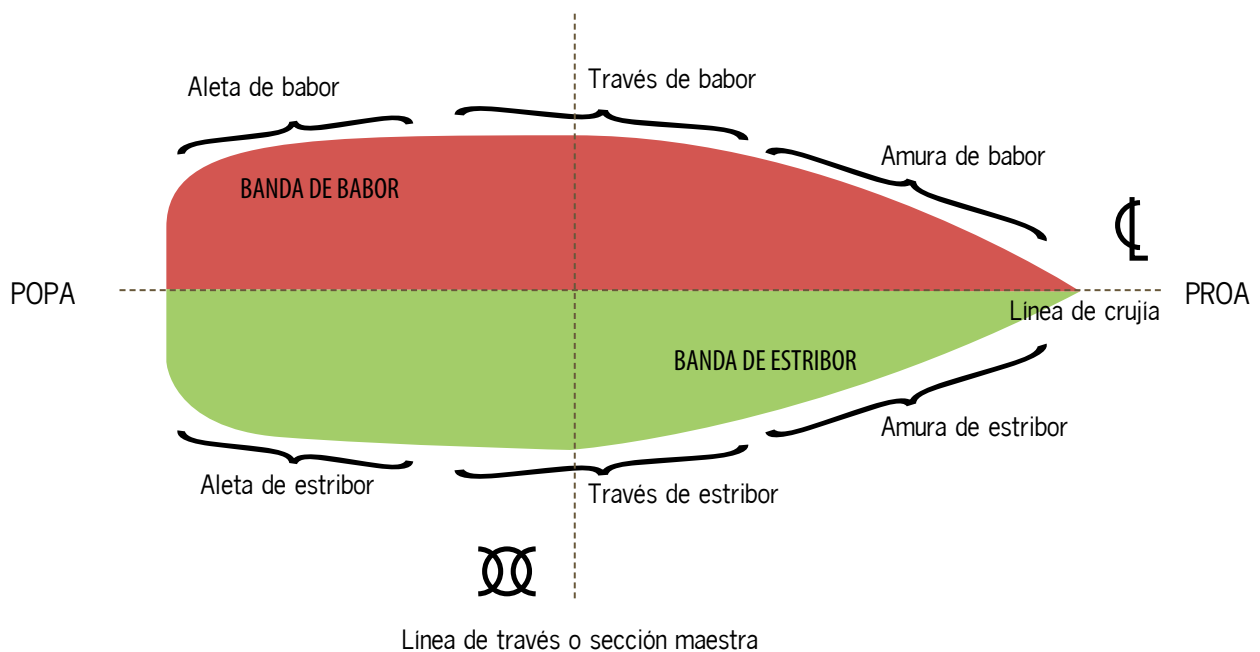 Aleta de babor
Través de babor
Amura de babor
BANDA DE BABOR
POPA
PROA
Línea de crujía
BANDA DE ESTRIBOR
Amura de estribor
Aleta de estribor
Través de estribor
Línea de través o sección maestra